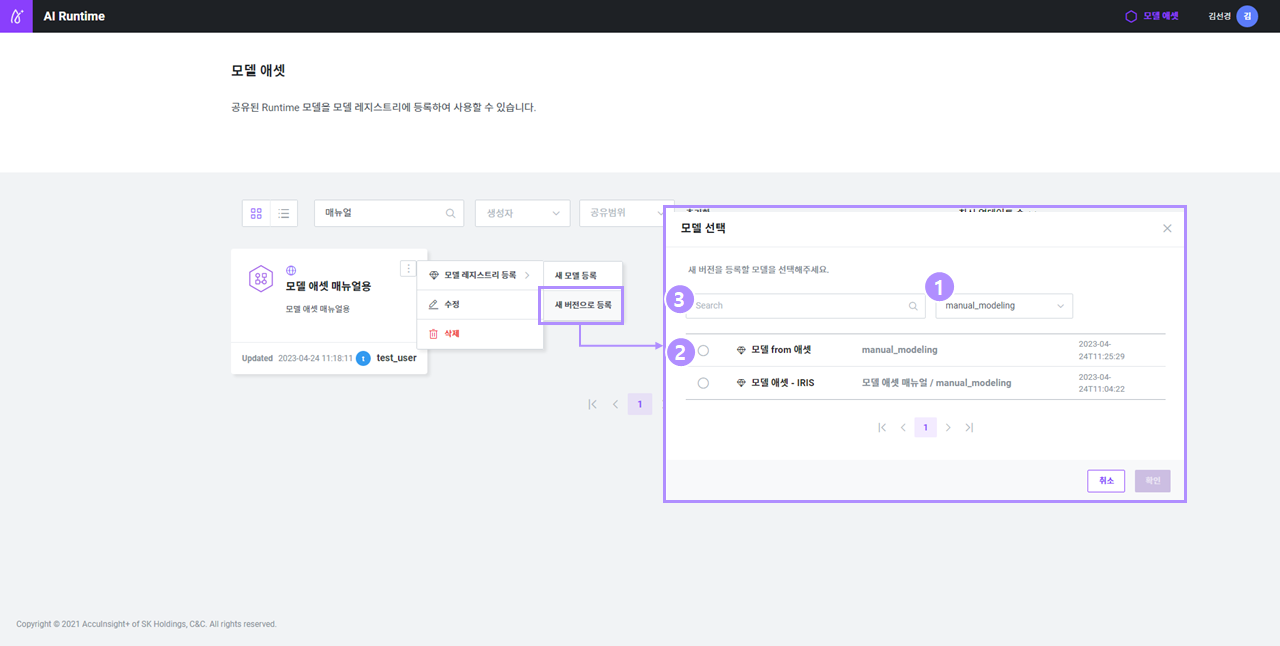 AI Runtime
모델 애셋
김선경
김
모델 애셋
공유된 Runtime 모델을 모델 레지스트리에 등록하여 사용할 수 있습니다.
매뉴얼
생성자
공유범위
모델 애셋 매뉴얼용
모델 애셋 매뉴얼용
Updated 2023-04-24 11:18:11 1 test_user
모델 레지스트리 등록
수정
삭제
새 모델 등록
새 버전으로 등록
1
모델 선택
새 버전을 등록할 모델을 선택해주세요.
1
3
Search
manual_modeling
2
모델 from 애셋
manual_modeling
2023-04-
24T11:25:29
모델 애셋 - IRIS
모델 애셋 매뉴얼 / manual_modeling
2023-04-
24T11:04:22
1
취소
확인
Copyright © 2021 AccuInsight+ of SK Holdings, C&C. All rights reserved.